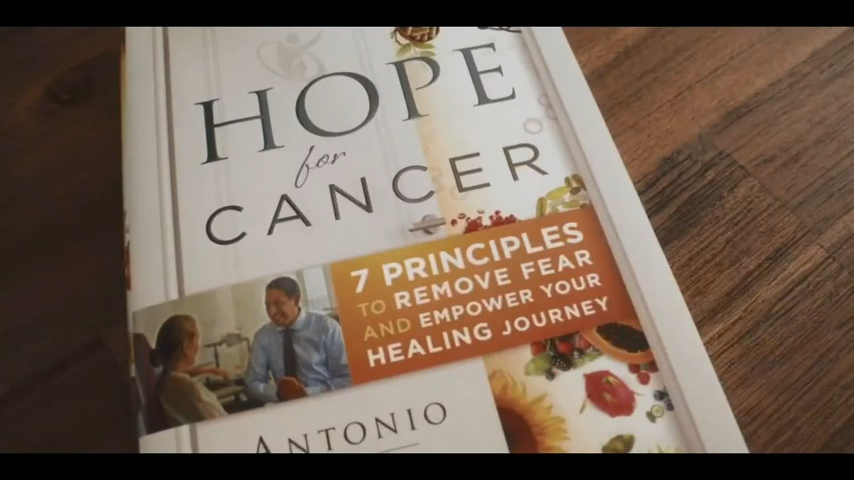 HOPE
for
CANCER
7 PRINCIPLES
TO REMOVE FEAR
AND EMPOWER YOUR
HEALING JOURNEY
ANTONIO